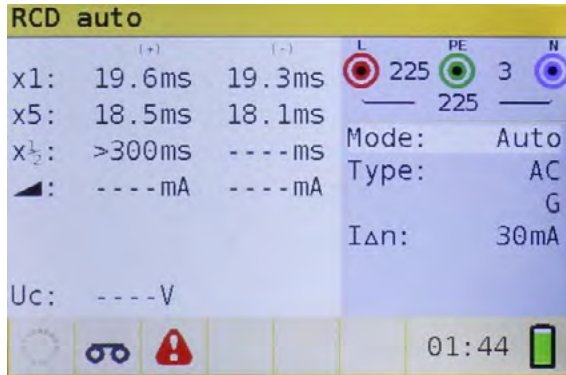 RCD auto
(+) (-)
x1: 19.6ms 19.3ms
x5: 18.5ms 18.1ms
x½: >300ms ----ms
◢: ----mA ----mA
Uc: ----V
L PE N
225 3
225
Mode: Auto
Type: AC
G
IΔn: 30mA
01:44